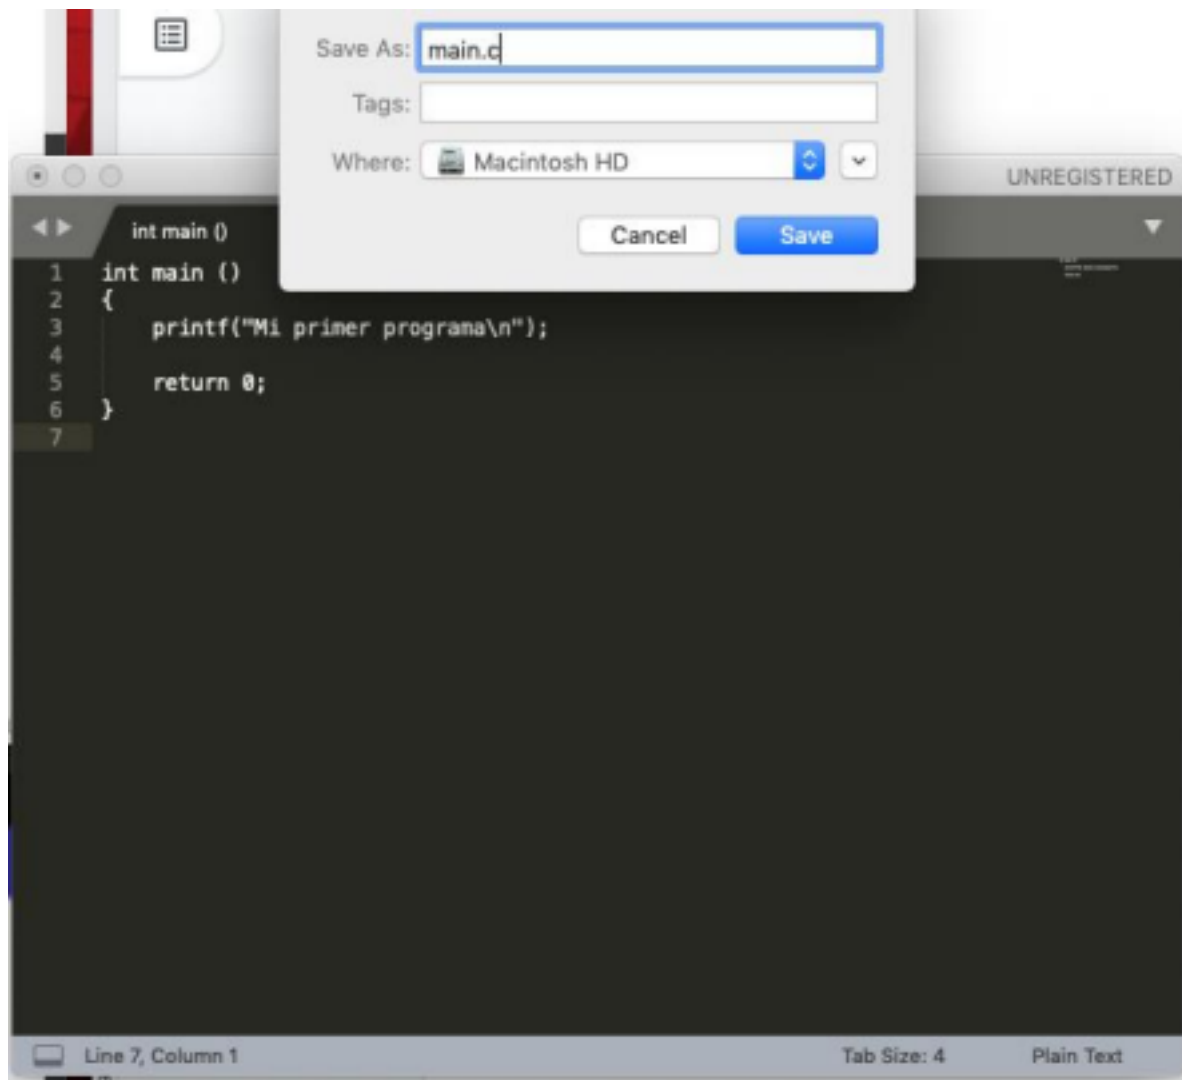 Save As: main.c
Tags:
Where: Macintosh HD
Cancel Save
UNREGISTERED
int main ()
1 int main ()
2 {
3     printf("Mi primer programa\n");
4
5     return 0;
6 }
7
Line 7, Column 1 Tab Size: 4 Plain Text